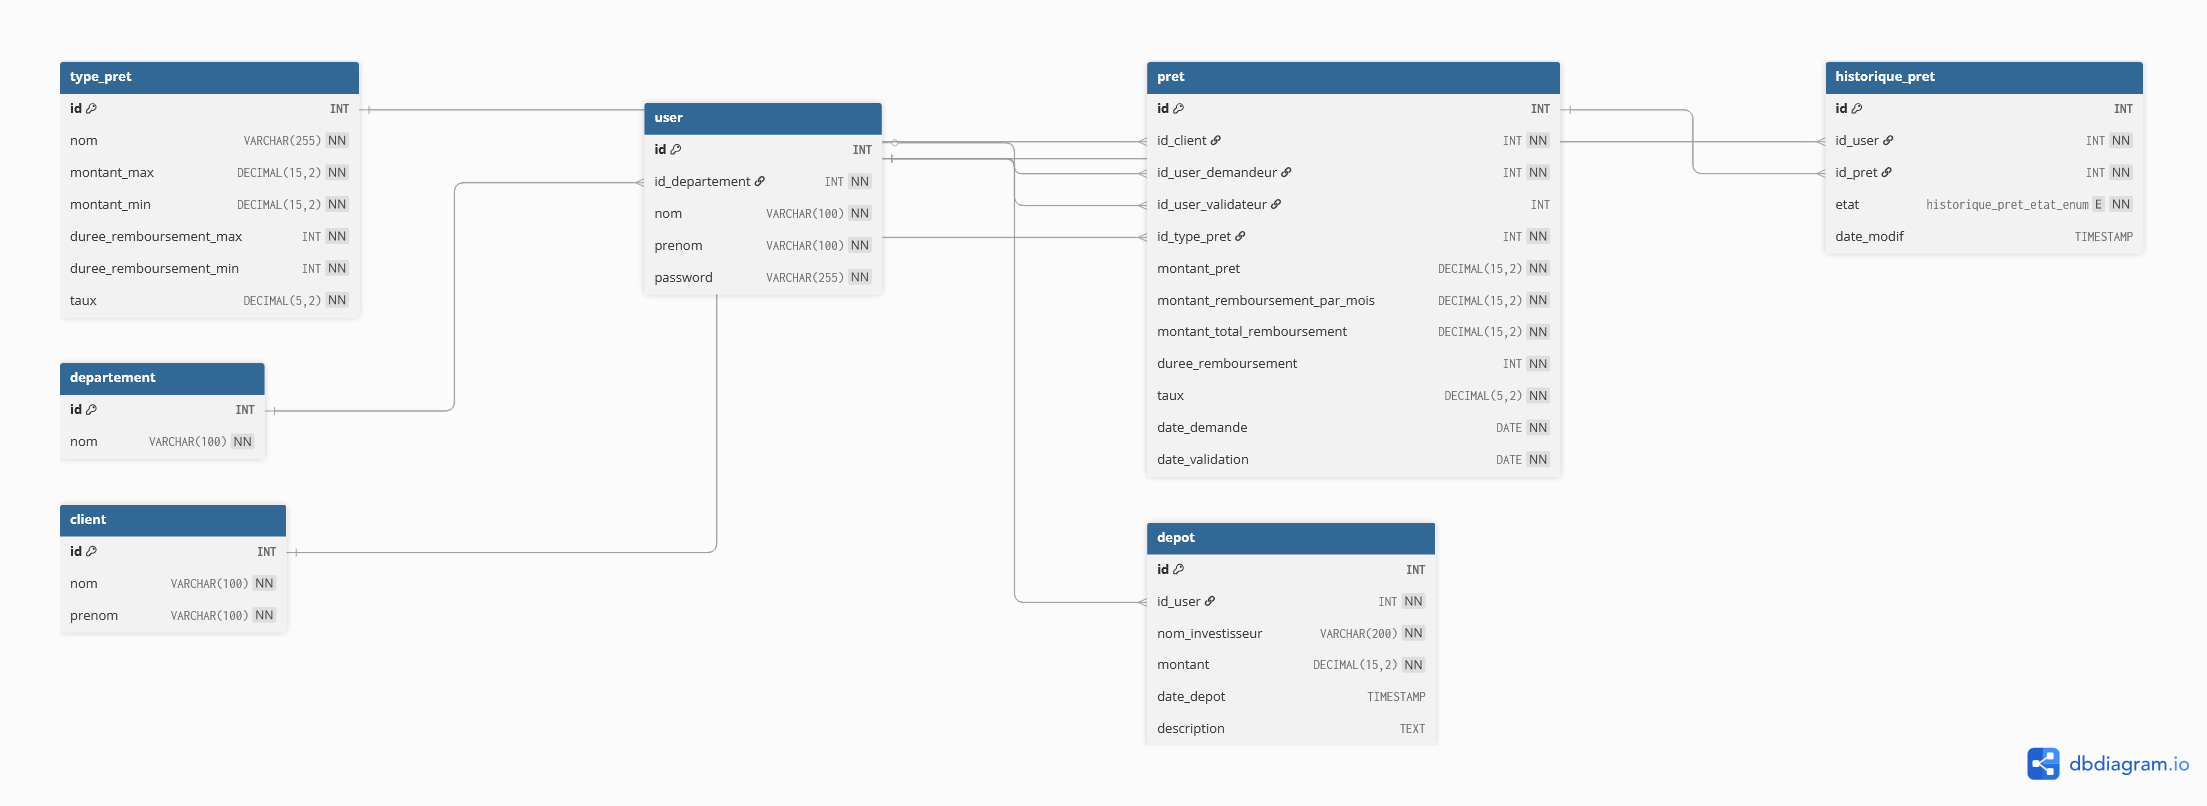 type_pret
id INT
nom VARCHAR(255) NN
montant_max DECIMAL(15,2) NN
montant_min DECIMAL(15,2) NN
duree_remboursement_max INT NN
duree_remboursement_min INT NN
taux DECIMAL(5,2) NN
departement
id INT
nom VARCHAR(100) NN
client
id INT
nom VARCHAR(100) NN
prenom VARCHAR(100) NN
user
id INT
id_departement INT NN
nom VARCHAR(100) NN
prenom VARCHAR(100) NN
password VARCHAR(255) NN
pret
id INT
id_client INT NN
id_user_demandeur INT NN
id_user_validateur INT
id_type_pret INT NN
montant_pret DECIMAL(15,2) NN
montant_remboursement_par_mois DECIMAL(15,2) NN
montant_total_remboursement DECIMAL(15,2) NN
duree_remboursement INT NN
taux DECIMAL(5,2) NN
date_demande DATE NN
date_validation DATE NN
depot
id INT
id_user INT NN
nom_investisseur VARCHAR(200) NN
montant DECIMAL(15,2) NN
date_depot TIMESTAMP
description TEXT
historique_pret
id INT
id_user INT NN
id_pret INT NN
etat historique_pret_etat_enum E NN
date_modif TIMESTAMP
dbdiagram.io